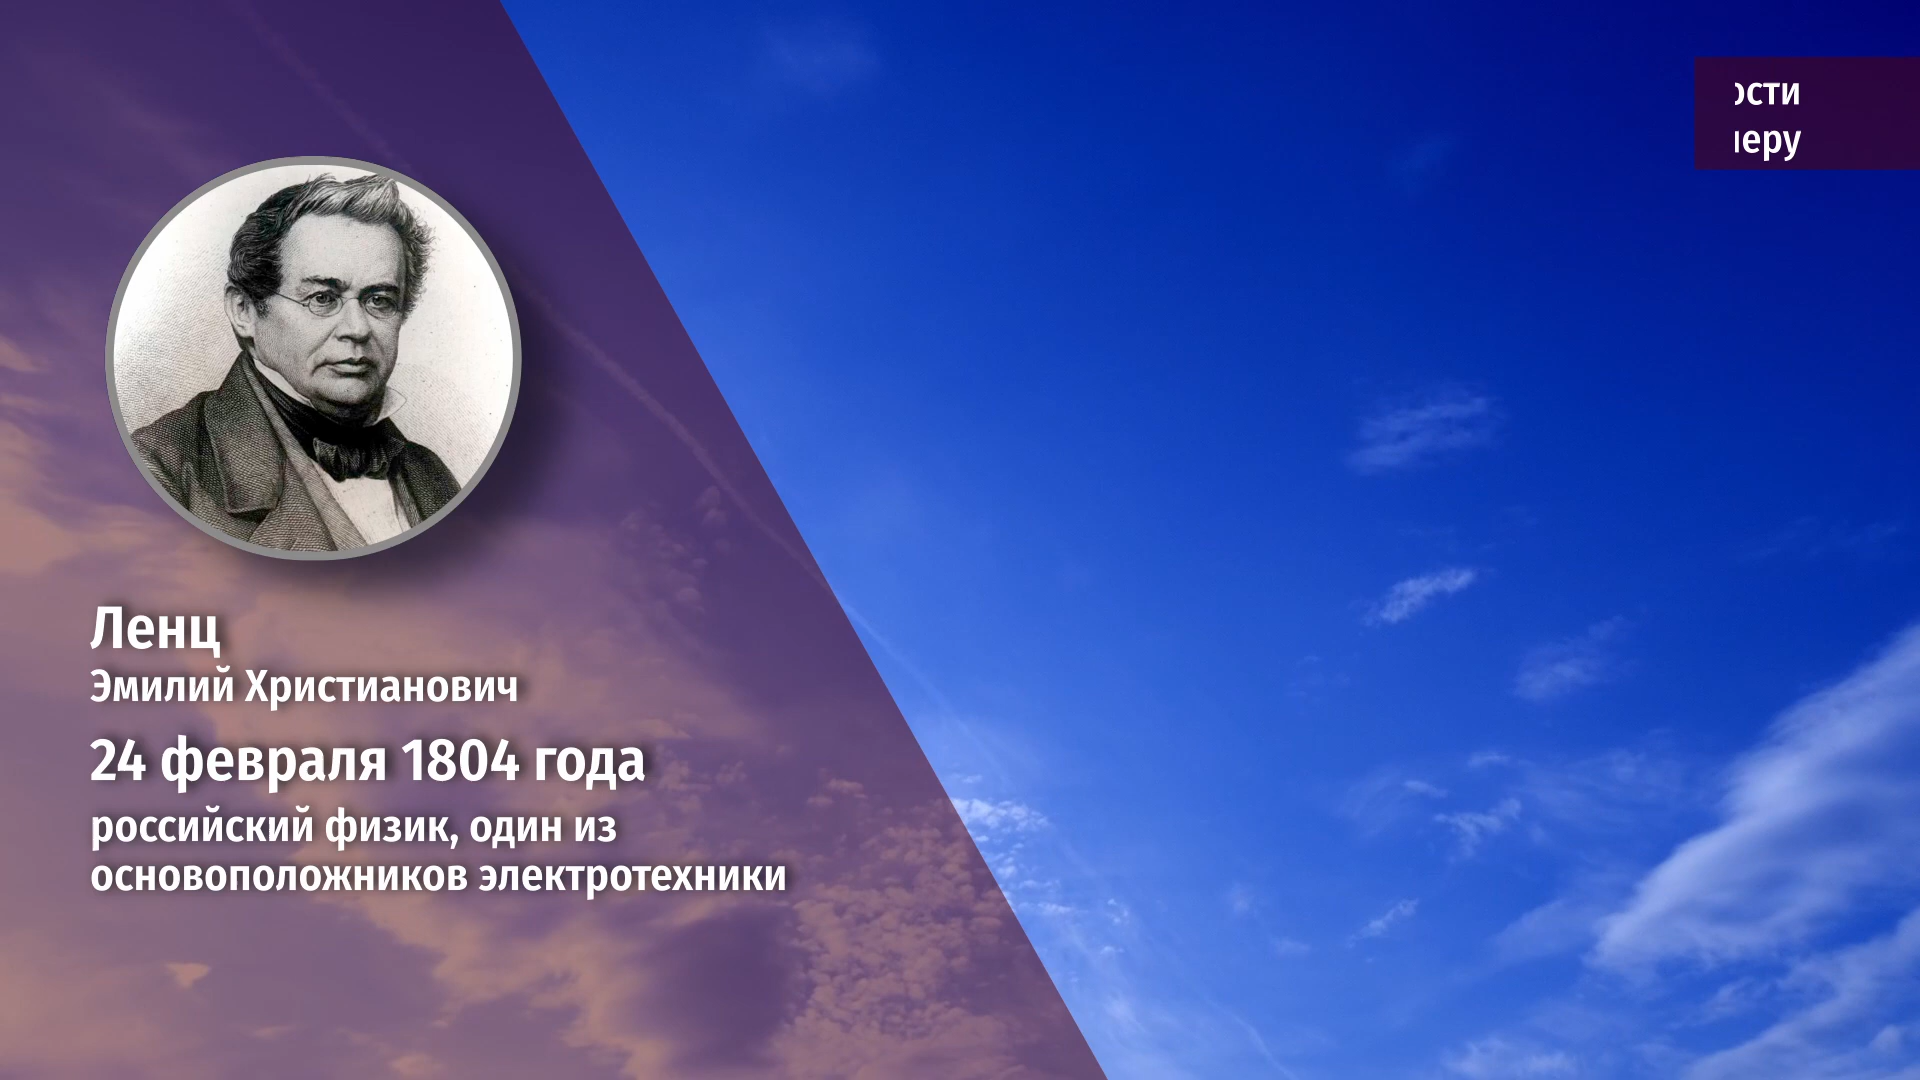 Ленц
Эмилий Христианович
24 февраля 1804 года
российский физик, один из
основоположников электротехники